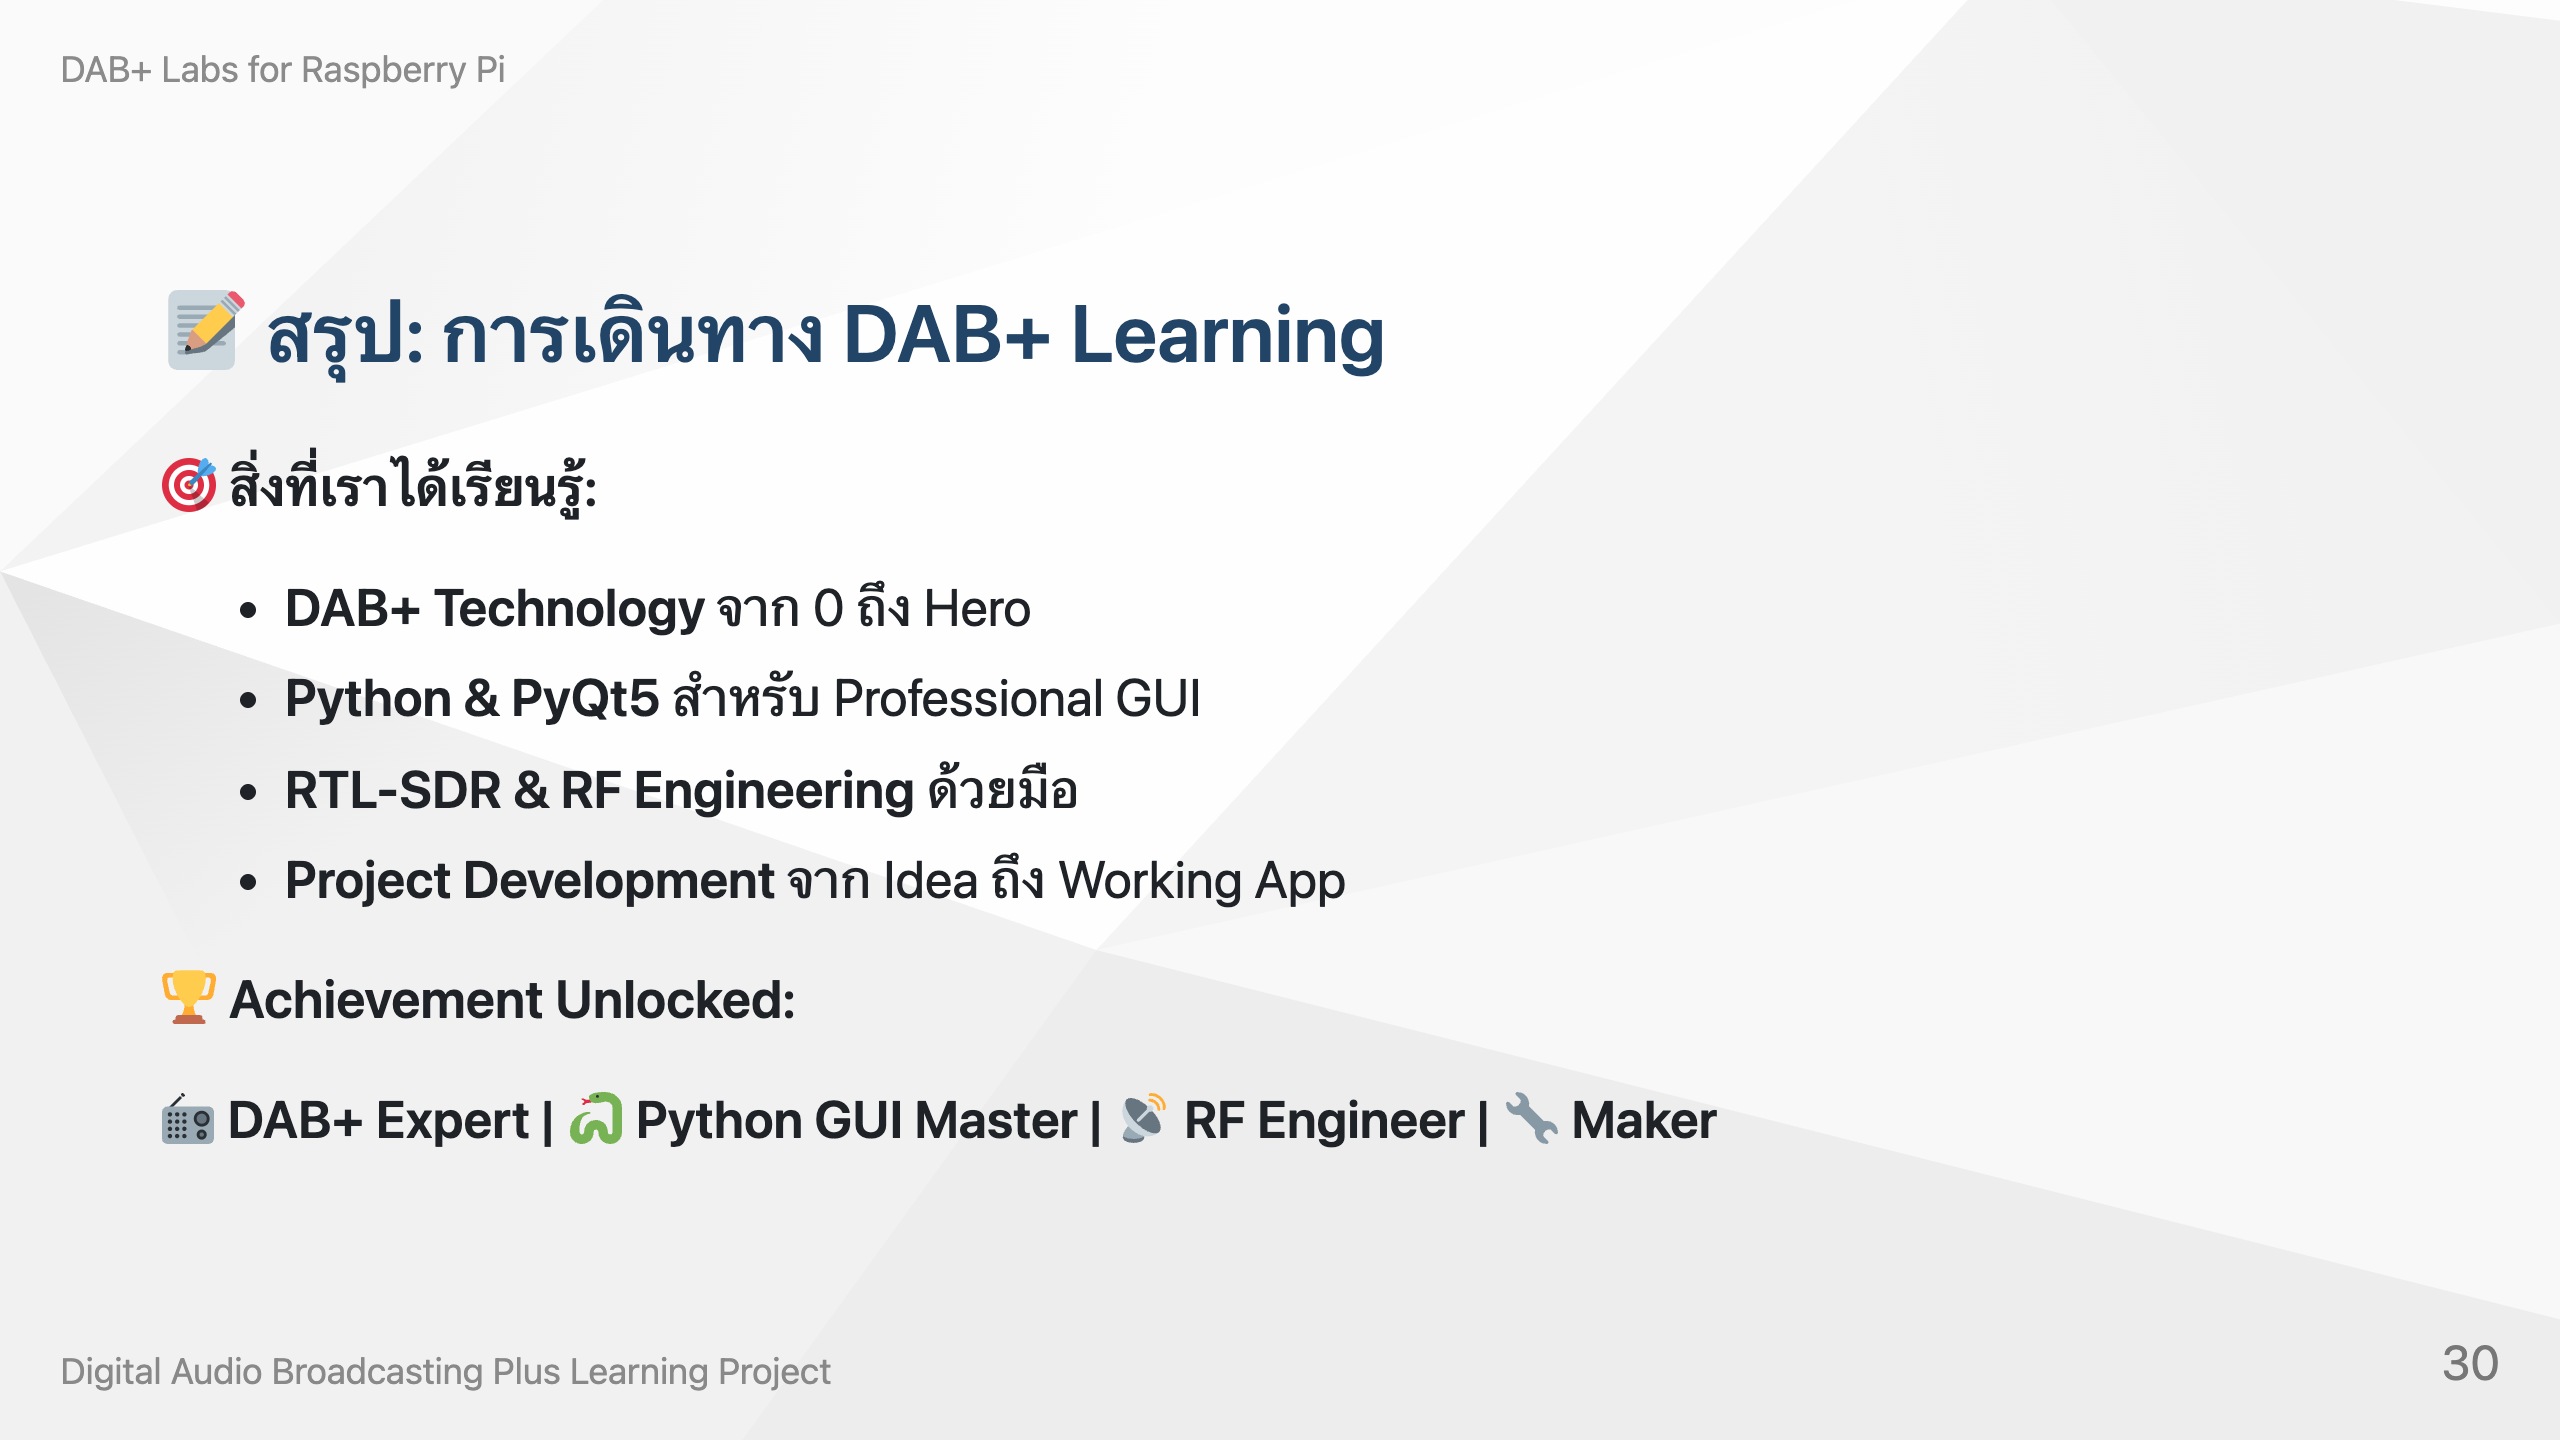 DAB+ Labs for Raspberry Pi
📝 สรุป: การเดินทาง DAB+ Learning
🎯 สิ่งที่เราได้เรียนรู้:
• DAB+ Technology จาก 0 ถึง Hero
• Python & PyQt5 สำหรับ Professional GUI
• RTL-SDR & RF Engineering ด้วยมือ
• Project Development จาก Idea ถึง Working App
🏆 Achievement Unlocked:
📻 DAB+ Expert | 🐍 Python GUI Master | 📡 RF Engineer | 🔧 Maker
Digital Audio Broadcasting Plus Learning Project
30